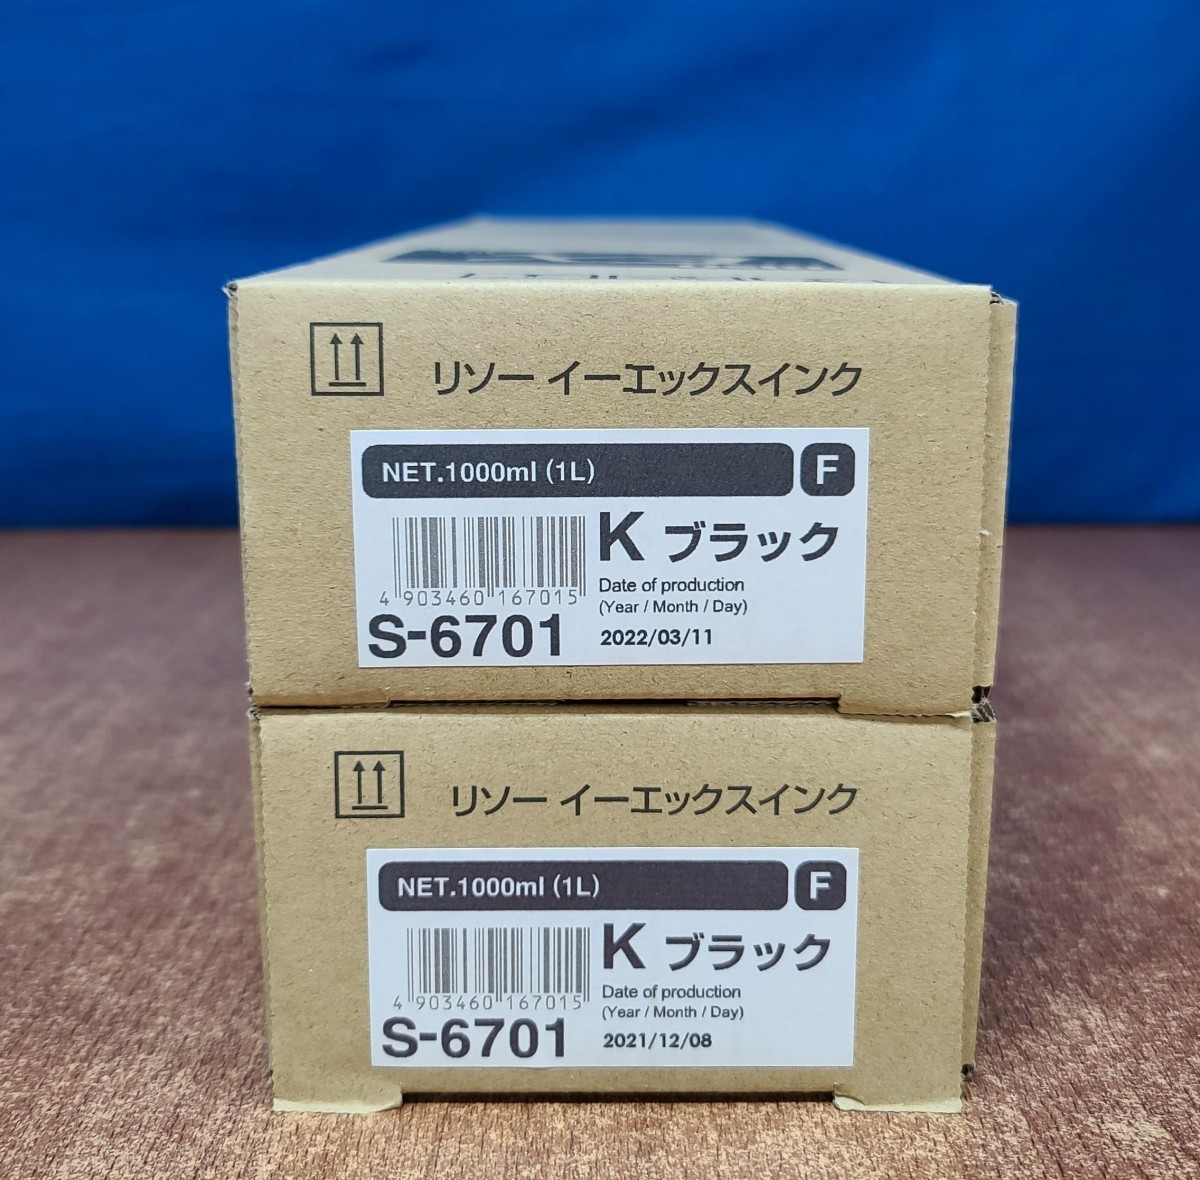 リソー イーエックスインク
NET.1000ml (1L) F
K ブラック
4 903460 167015
Date of production
(Year / Month / Day)
S-6701 2022/03/11
リソー イーエックスインク
NET.1000ml (1L) F
K ブラック
4 903460 167015
Date of production
(Year / Month / Day)
S-6701 2021/12/08